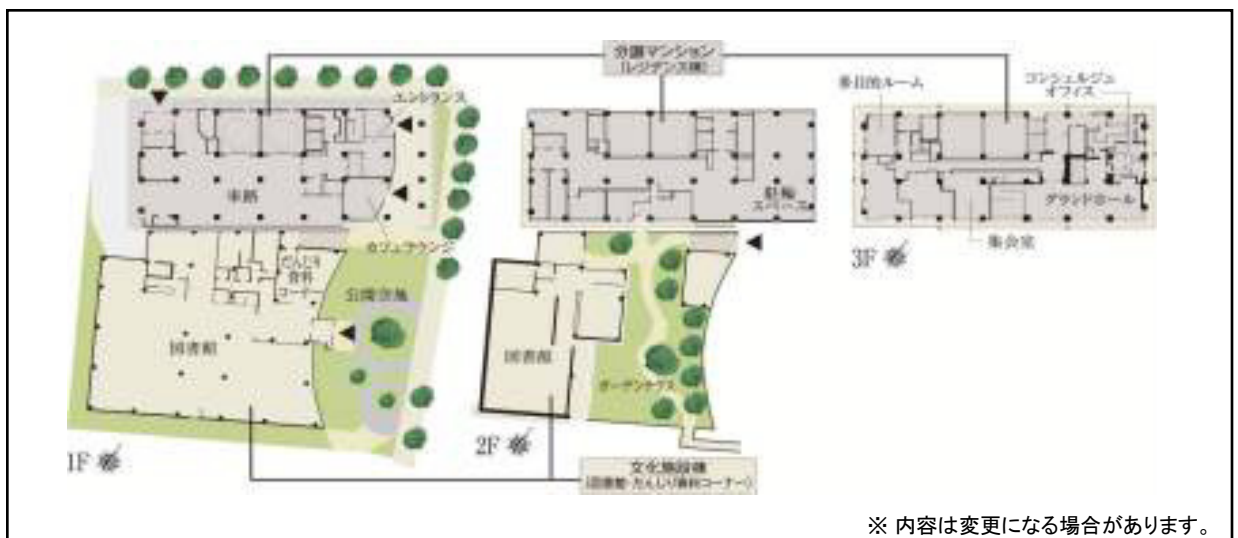 分譲マンション
(レジデンス棟)
エントランス
多目的ルーム
コンシェルジュ
オフィス
車路
駐輪
スペース
グランドホール
カフェラウンジ
集会室
3F
だんじり
資料
コーナー
公開空地
図書館
図書館
ガーデンテラス
1F
2F
文化施設棟
(図書館・だんじり資料コーナー)
※ 内容は変更になる場合があります。